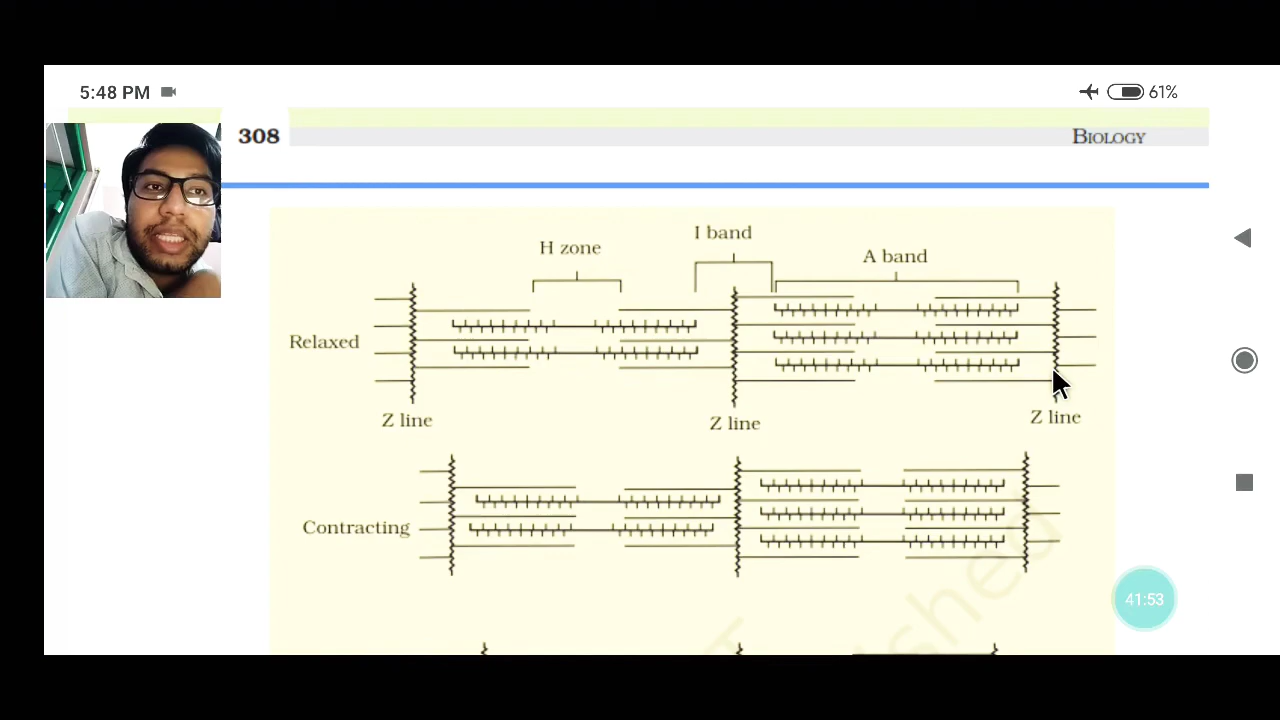 5:48 PM
61%
308
BIOLOGY
H zone
I band
A band
Relaxed
Z line
Z line
Z line
Contracting
41:53